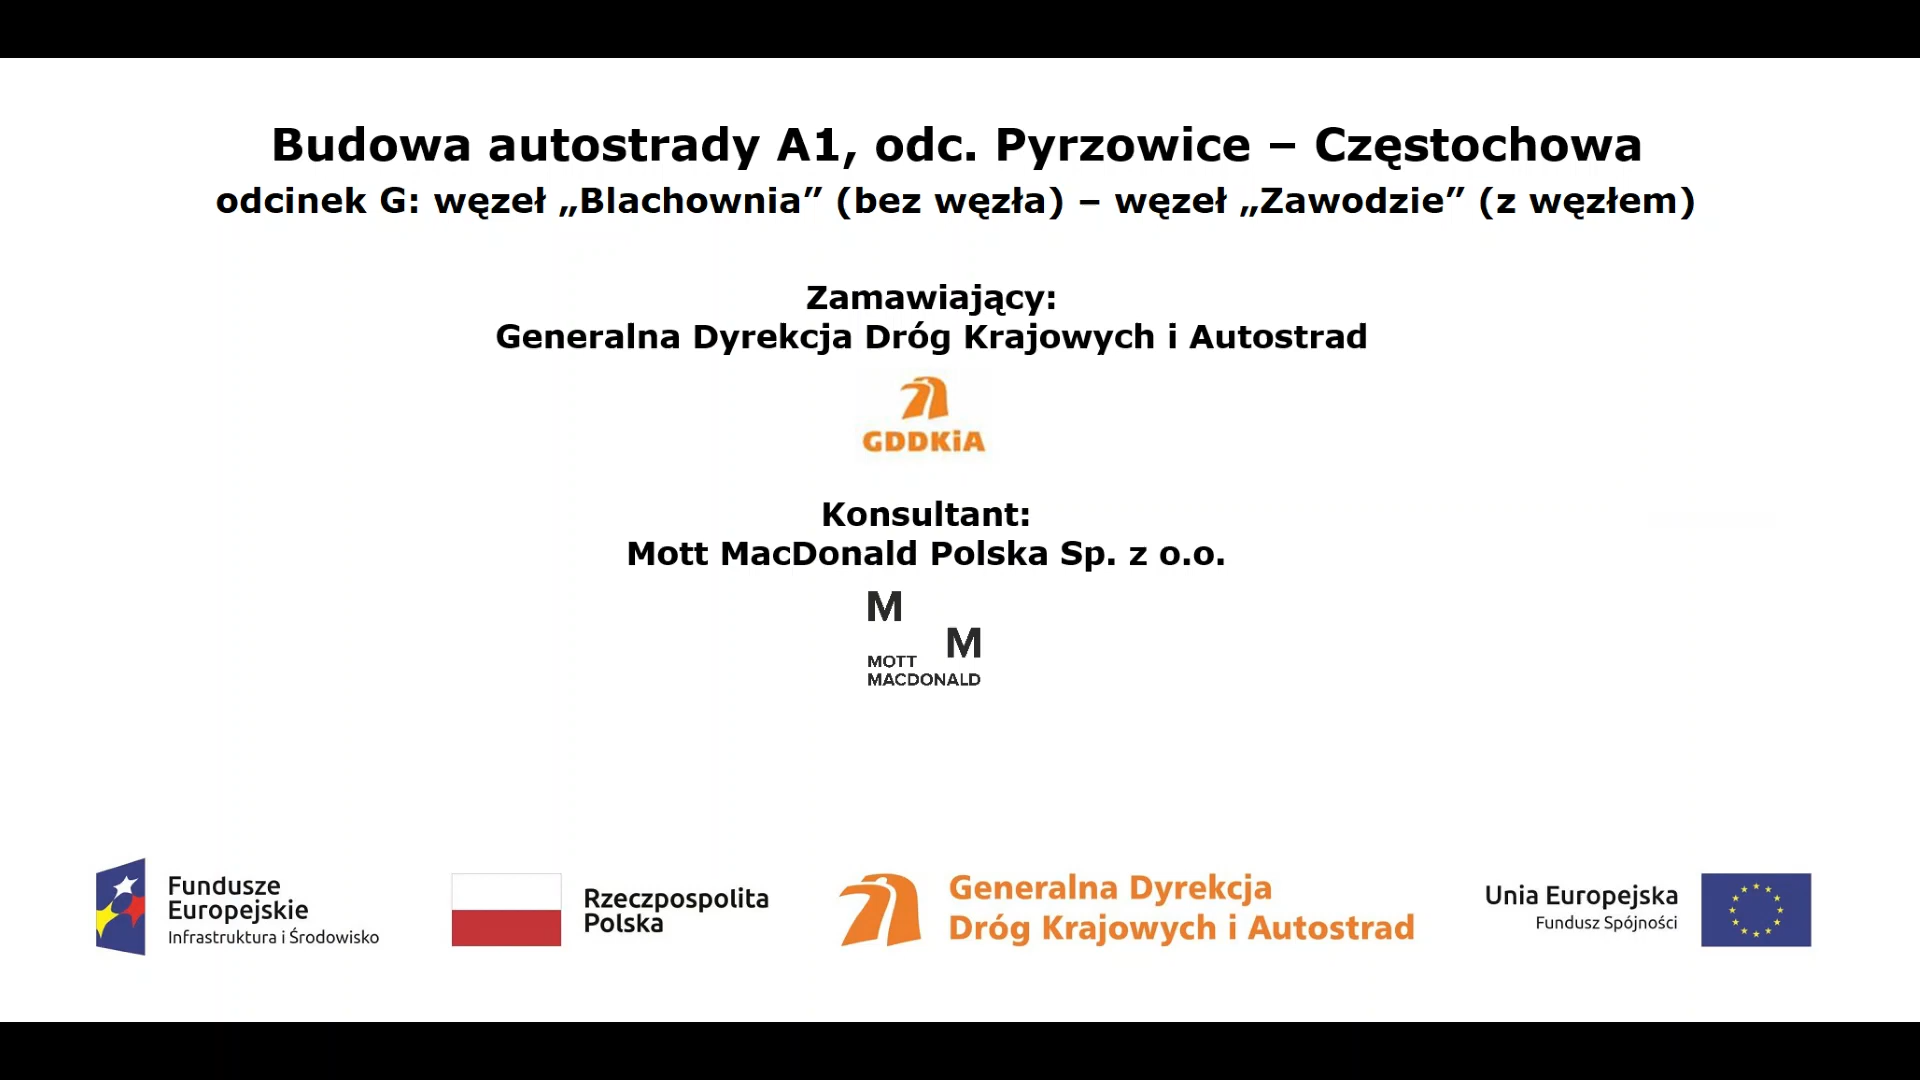 Budowa autostrady A1, odc. Pyrzowice – Częstochowa
odcinek G: węzeł „Blachownia” (bez węzła) – węzeł „Zawodzie” (z węzłem)
Zamawiający:
Generalna Dyrekcja Dróg Krajowych i Autostrad
GDDKiA
Konsultant:
Mott MacDonald Polska Sp. z o.o.
M
M
MOTT
MACDONALD
Fundusze
Europejskie
Infrastruktura i Środowisko
Rzeczpospolita
Polska
Generalna Dyrekcja
Dróg Krajowych i Autostrad
Unia Europejska
Fundusz Spójności